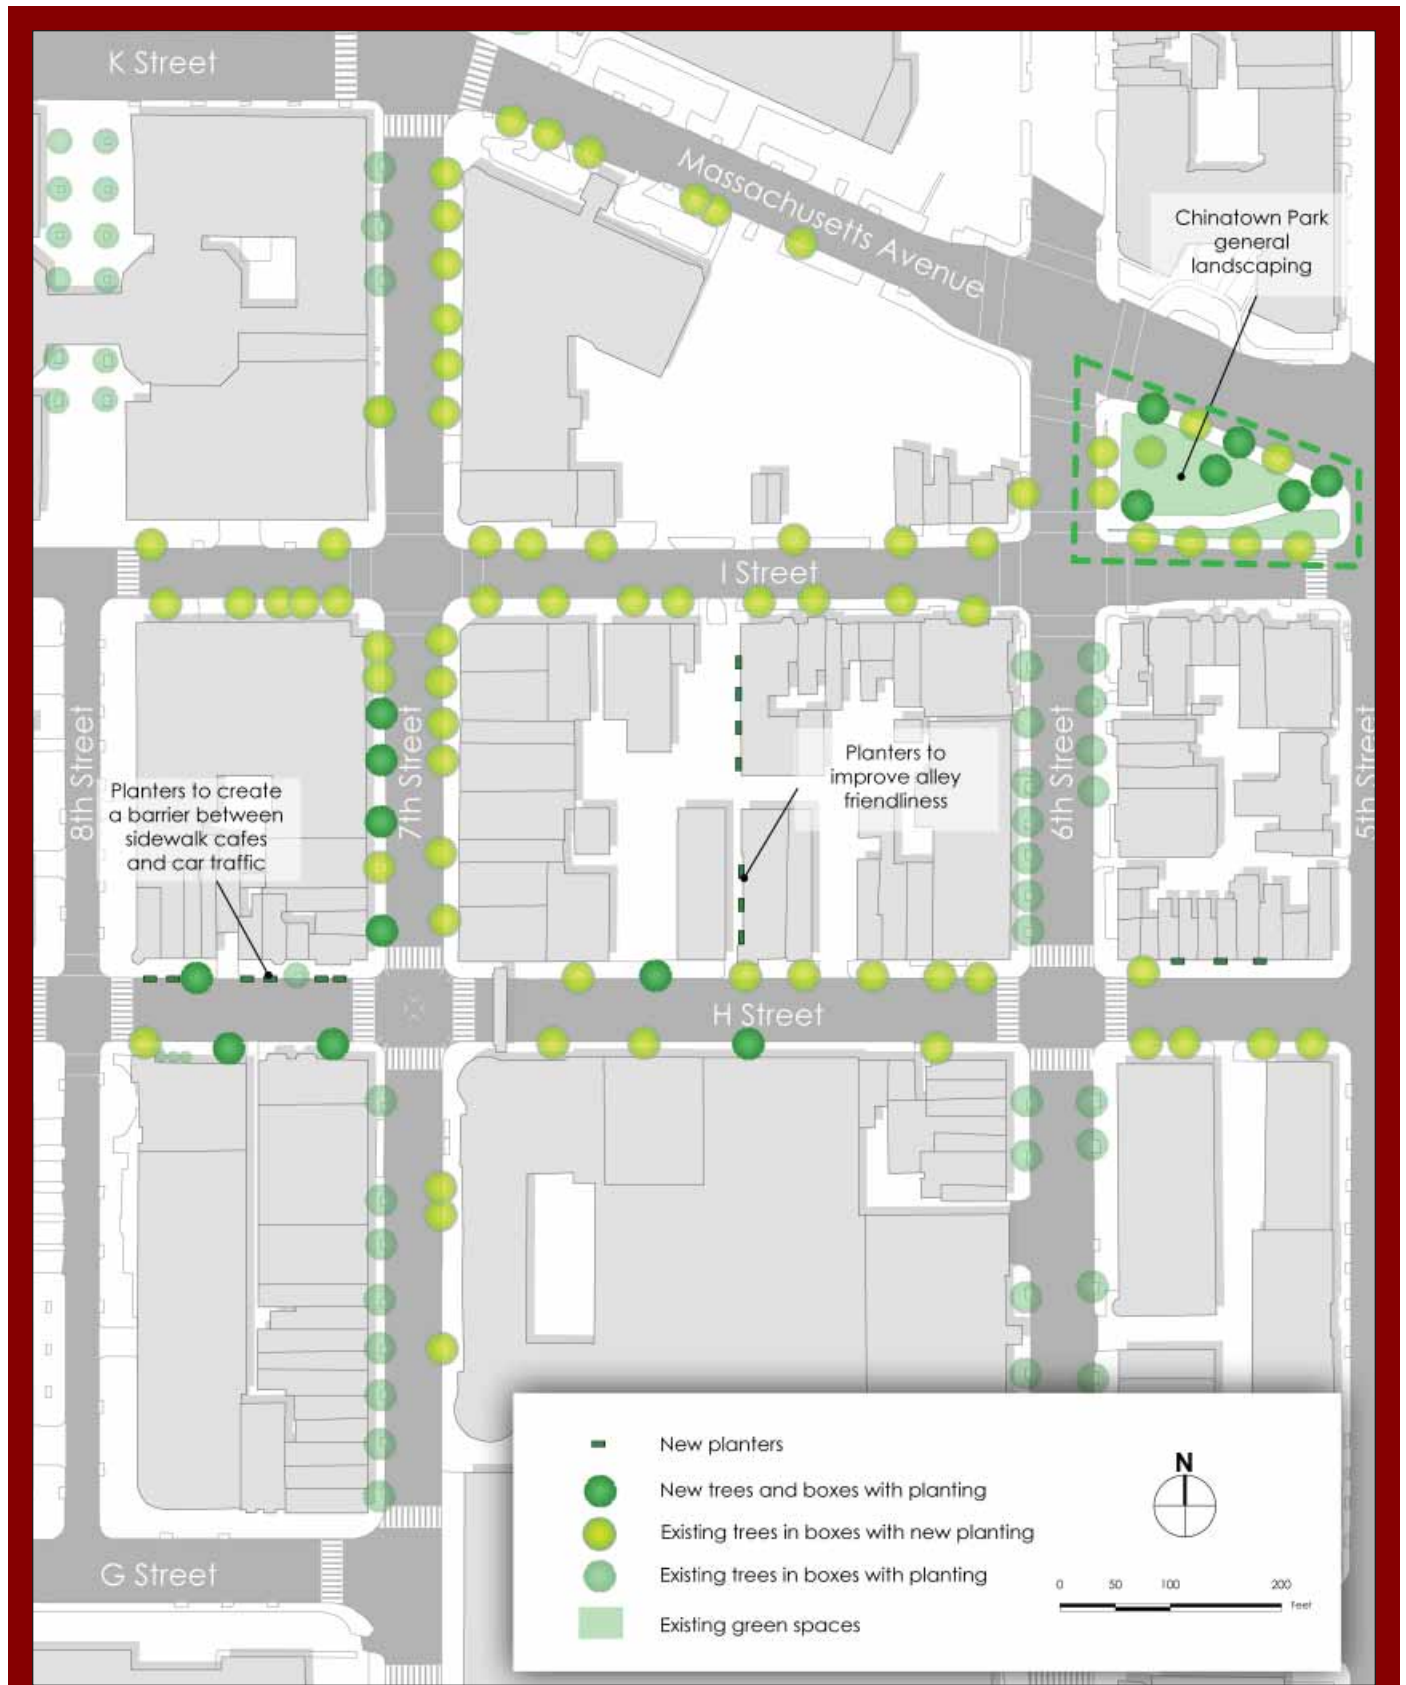 K Street
Massachusetts Avenue
Chinatown Park
general
landscaping
I Street
8th Street
7th Street
6th Street
5th Street
Planters to
improve alley
friendliness
Planters to create
a barrier between
sidewalk cafes
and car traffic
H Street
G Street
New planters
New trees and boxes with planting
Existing trees in boxes with new planting
Existing trees in boxes with planting
Existing green spaces
N
0 50 100 200
Feet